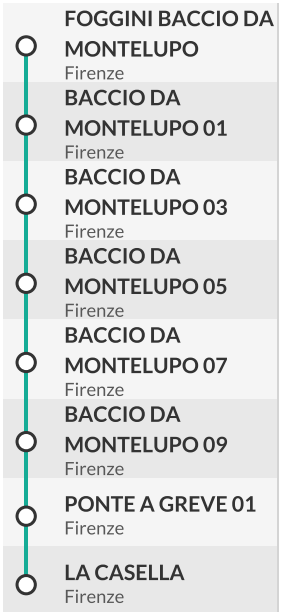 FOGGINI BACCIO DA
MONTELUPO
Firenze
BACCIO DA
MONTELUPO 01
Firenze
BACCIO DA
MONTELUPO 03
Firenze
BACCIO DA
MONTELUPO 05
Firenze
BACCIO DA
MONTELUPO 07
Firenze
BACCIO DA
MONTELUPO 09
Firenze
PONTE A GREVE 01
Firenze
LA CASELLA
Firenze